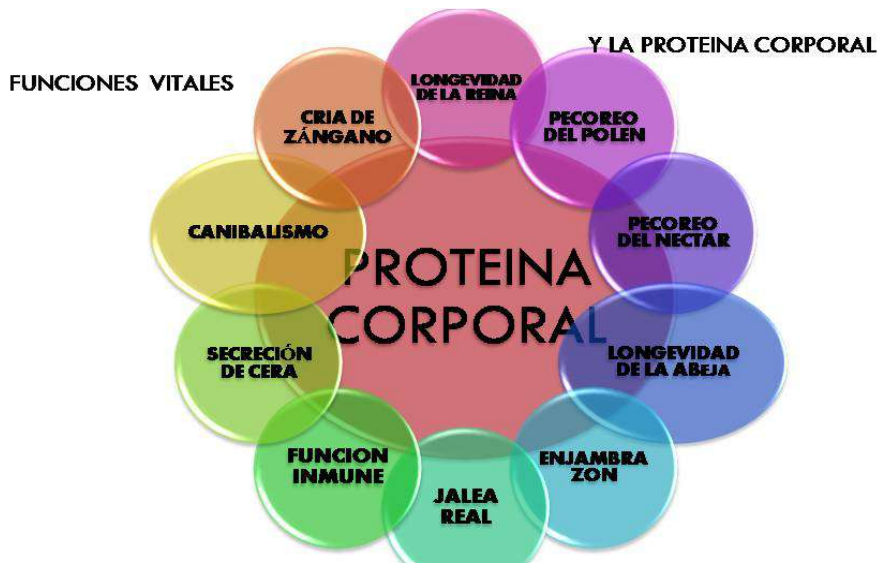 FUNCIONES VITALES
Y LA PROTEINA CORPORAL
LONGEVIDAD
DE LA REINA
PECOREO
DEL POLEN
PECOREO
DEL NECTAR
LONGEVIDAD
DE LA ABEJA
ENJAMBRA
ZON
JALEA
REAL
FUNCION
INMUNE
SECRECIÓN
DE CERA
CANIBALISMO
CRIA DE
ZÁNGANO
PROTEINA
CORPORAL